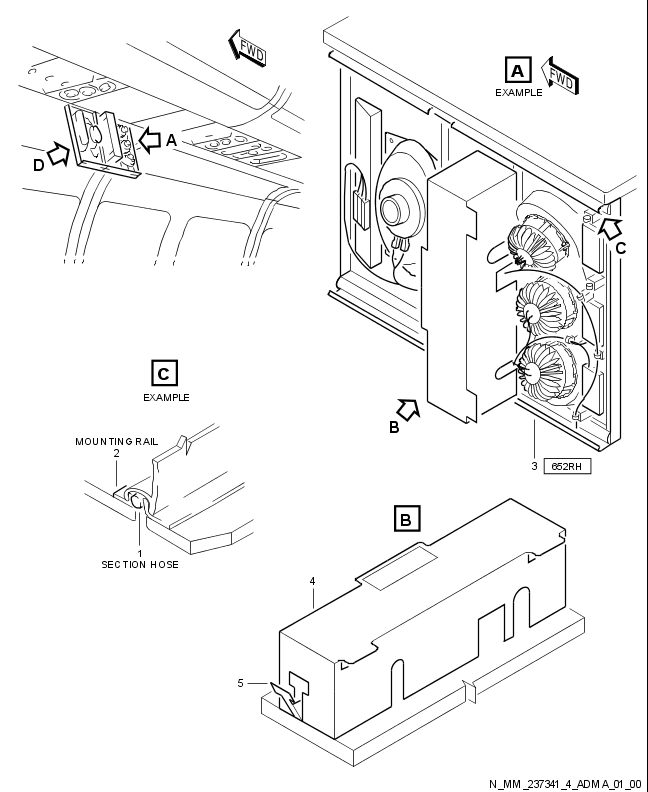 FWD
A
D
A
EXAMPLE
FWD
C
B
3 652RH
C
EXAMPLE
MOUNTING RAIL
2
1
SECTION HOSE
B
4
5
N_MM_237341_4_ADMA_01_00